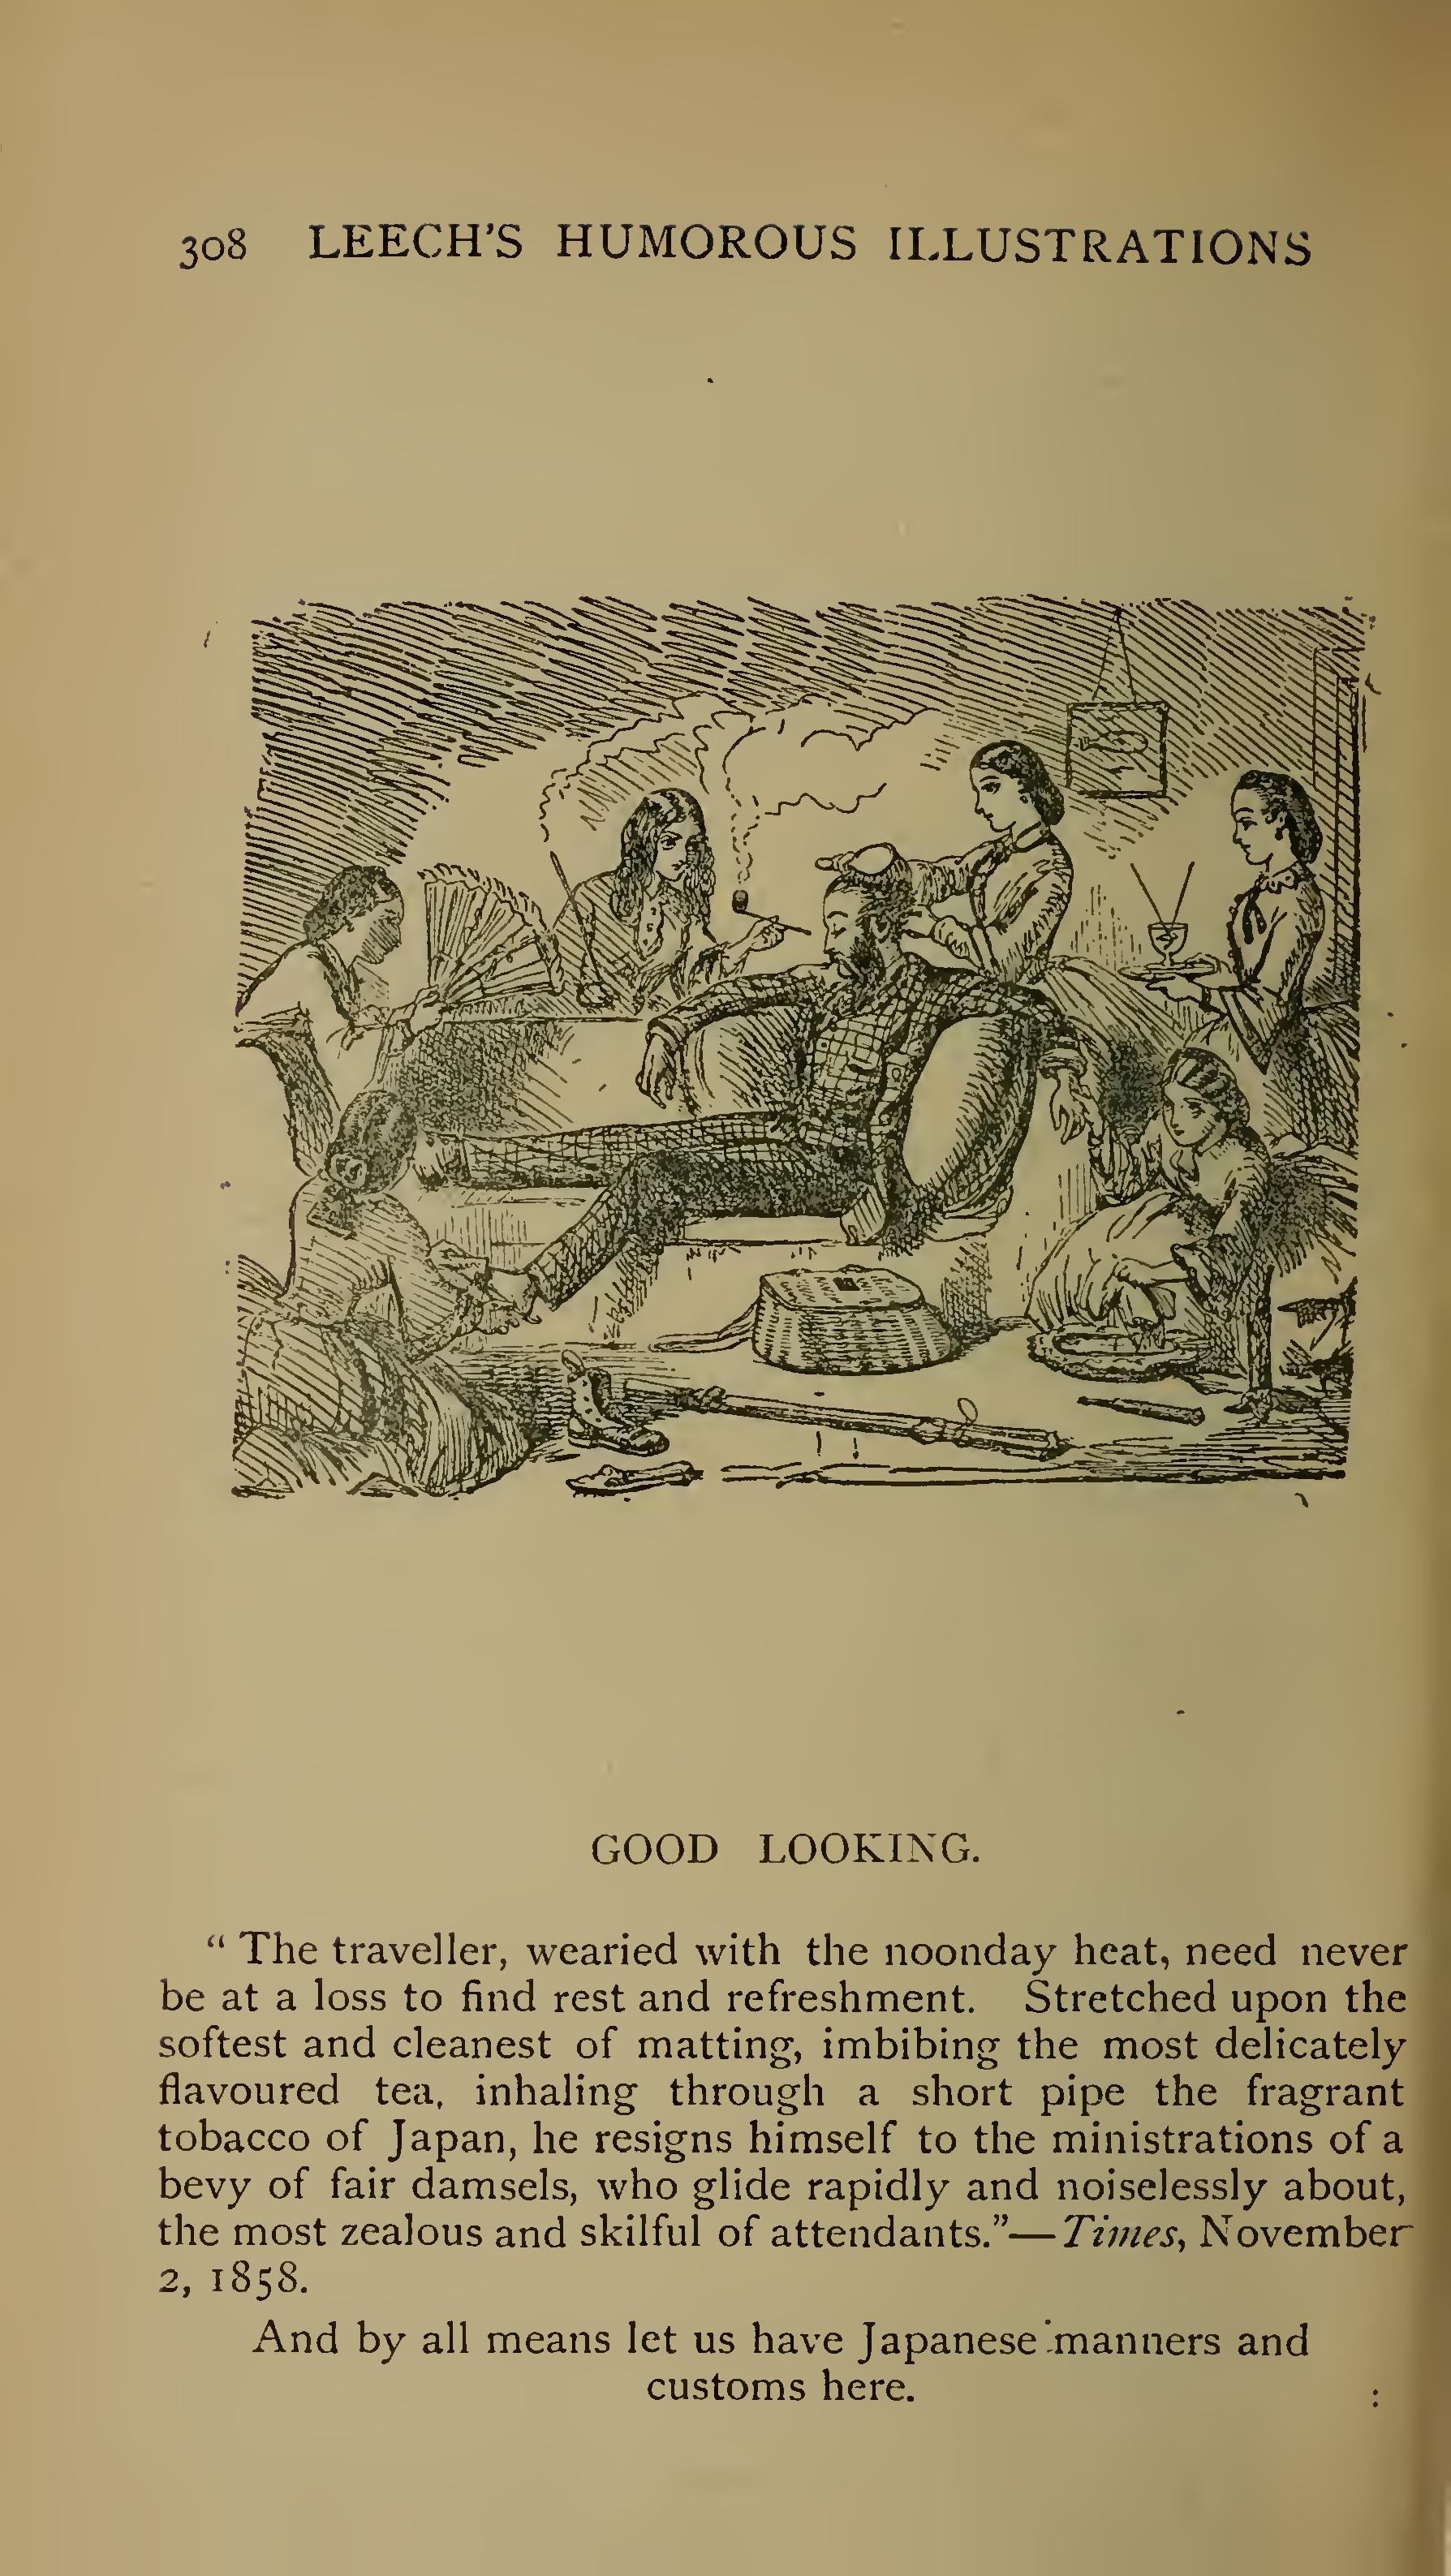 308 LEECH'S HUMOROUS ILLUSTRATIONS
GOOD LOOKING.
“ The traveller, wearied with the noonday heat, need never
be at a loss to find rest and refreshment. Stretched upon the
softest and cleanest of matting, imbibing the most delicately
flavoured tea, inhaling through a short pipe the fragrant
tobacco of Japan, he resigns himself to the ministrations of a
bevy of fair damsels, who glide rapidly and noiselessly about,
the most zealous and skilful of attendants.”—Times, November
2, 1858.
And by all means let us have Japanese manners and
customs here.